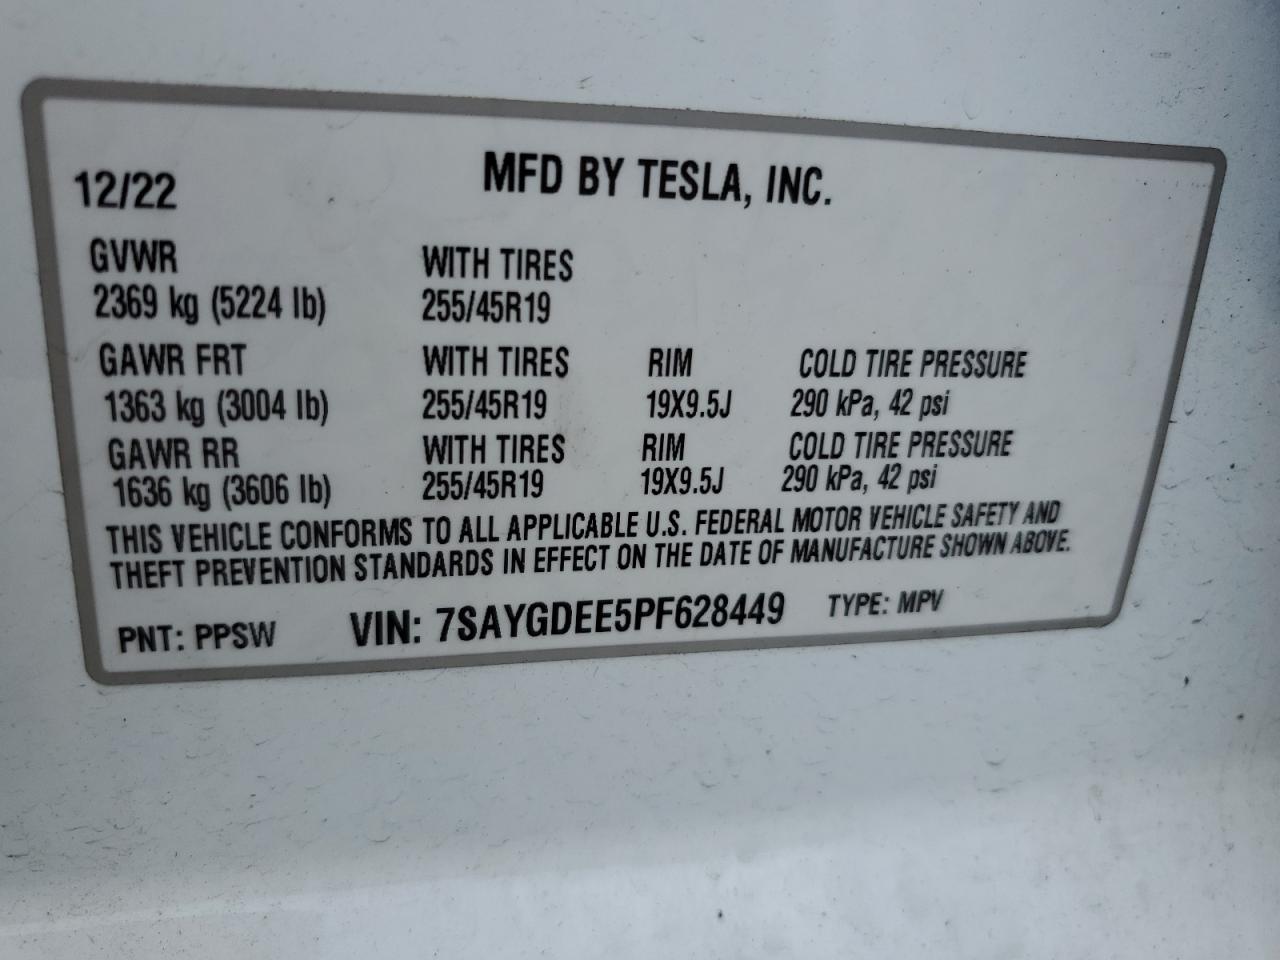 12/22 MFD BY TESLA, INC.
GVWR WITH TIRES
2369 kg (5224 lb) 255/45R19
GAWR FRT WITH TIRES RIM COLD TIRE PRESSURE
1363 kg (3004 lb) 255/45R19 19X9.5J 290 kPa, 42 psi
GAWR RR WITH TIRES RIM COLD TIRE PRESSURE
1636 kg (3606 lb) 255/45R19 19X9.5J 290 kPa, 42 psi
THIS VEHICLE CONFORMS TO ALL APPLICABLE U.S. FEDERAL MOTOR VEHICLE SAFETY AND
THEFT PREVENTION STANDARDS IN EFFECT ON THE DATE OF MANUFACTURE SHOWN ABOVE.
PNT: PPSW VIN: 7SAYGDEE5PF628449 TYPE: MPV